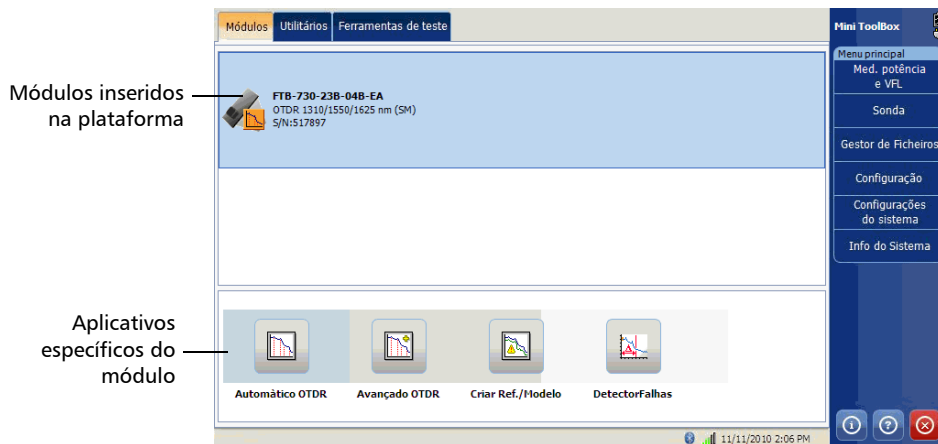 Módulos
Utilitários
Ferramentas de teste
Mini ToolBox
Menu principal
Med. potência
e VFL
Sonda
Gestor de Ficheiros
Configuração
Configurações
do sistema
Info do Sistema
Módulos inseridos
na plataforma
FTB-730-23B-04B-EA
OTDR 1310/1550/1625 nm (SM)
S/N:517897
Aplicativos
específicos do
módulo
Automàtico OTDR
Avançado OTDR
Criar Ref./Modelo
DetectorFalhas
11/11/2010 2:06 PM